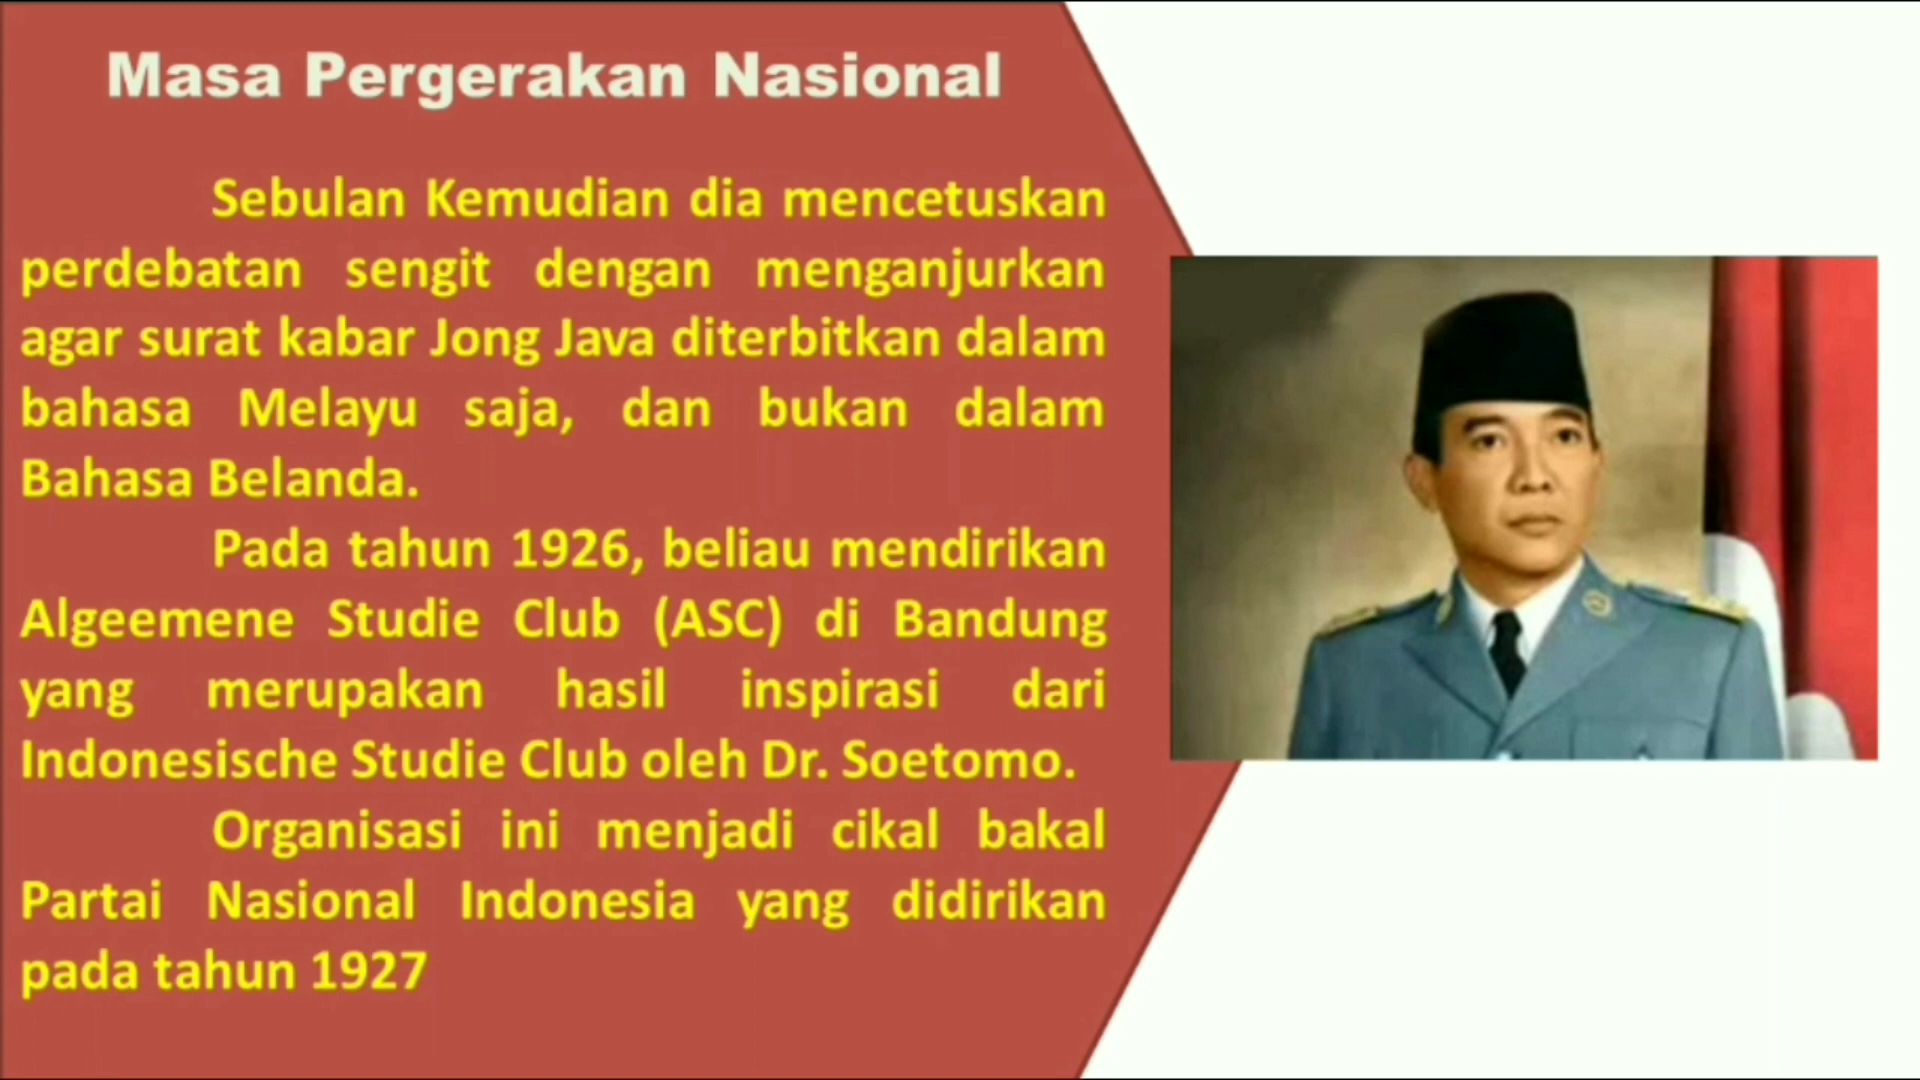 Masa Pergerakan Nasional
Sebulan Kemudian dia mencetuskan
perdebatan sengit dengan menganjurkan
agar surat kabar Jong Java diterbitkan dalam
bahasa Melayu saja, dan bukan dalam
Bahasa Belanda.
Pada tahun 1926, beliau mendirikan
Algeemene Studie Club (ASC) di Bandung
yang merupakan hasil inspirasi dari
Indonesische Studie Club oleh Dr. Soetomo.
Organisasi ini menjadi cikal bakal
Partai Nasional Indonesia yang didirikan
pada tahun 1927